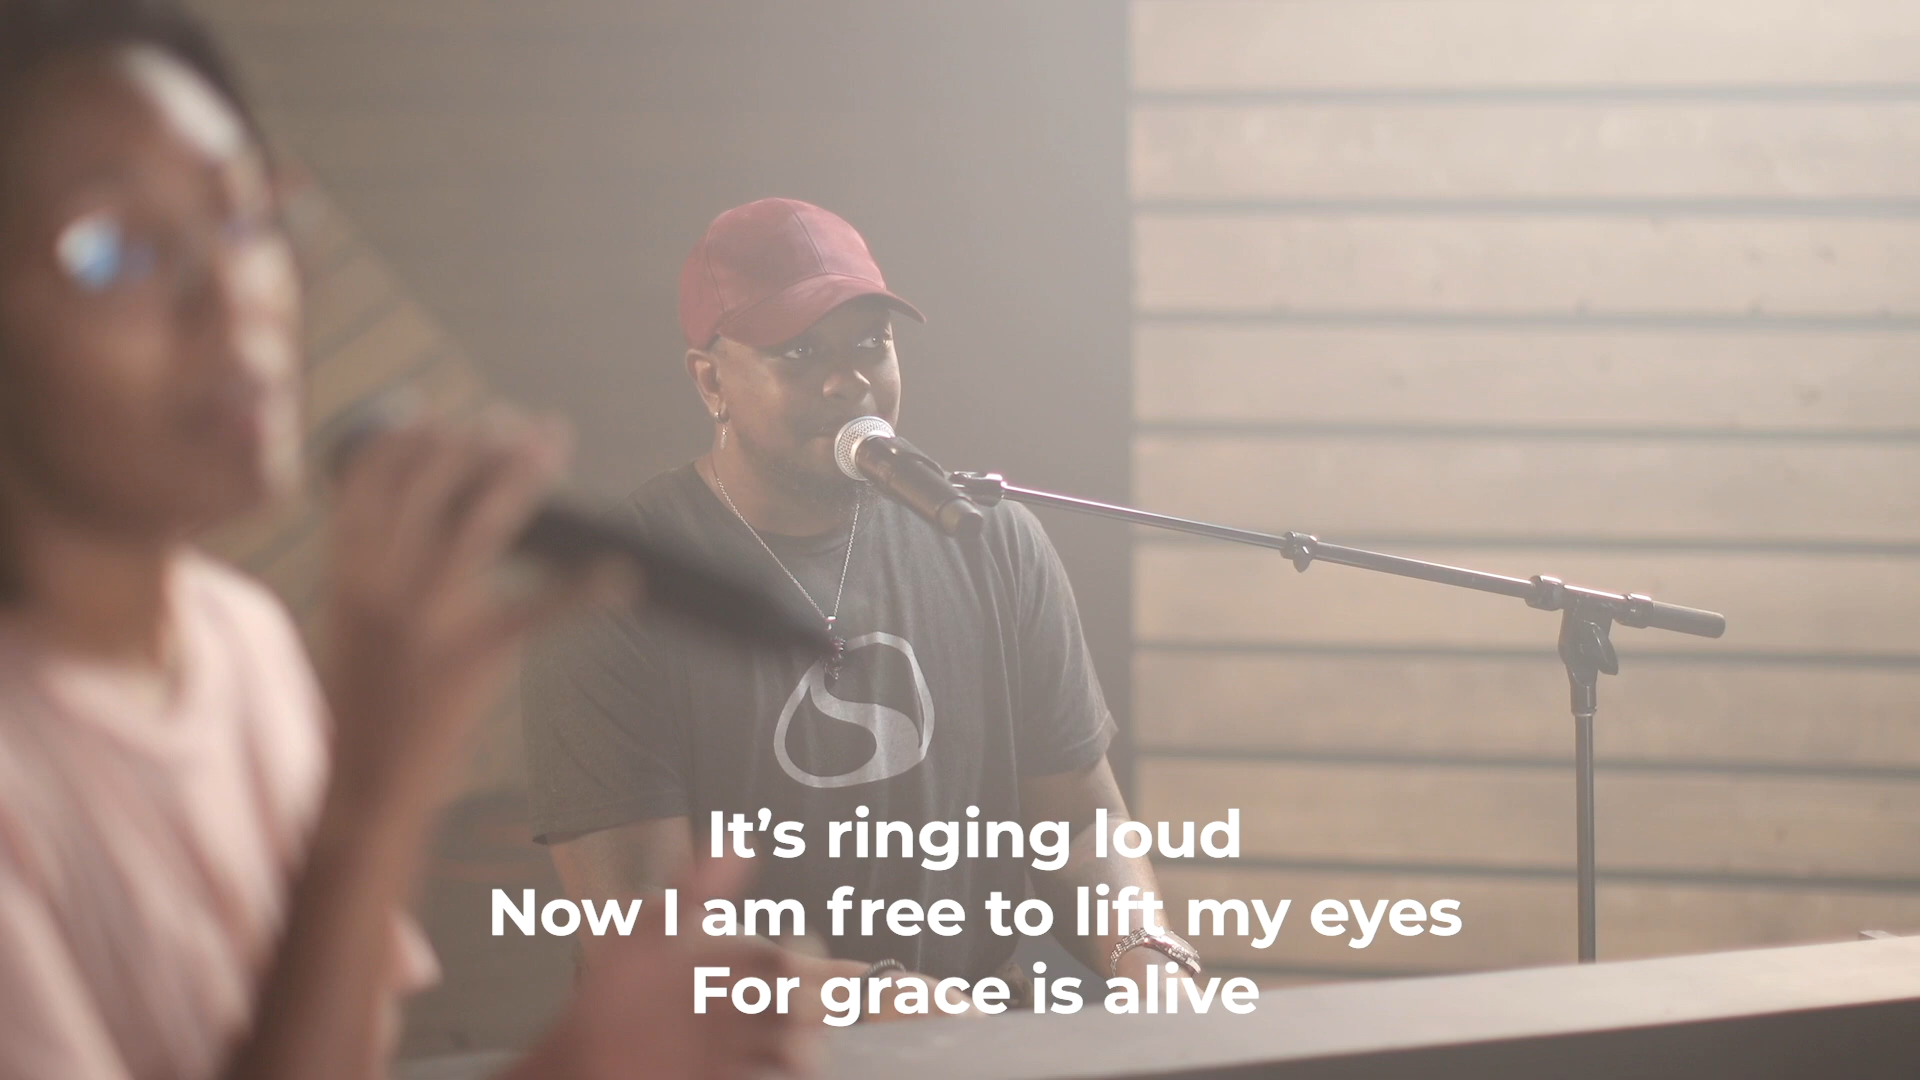 It’s ringing loud
Now I am free to lift my eyes
For grace is alive